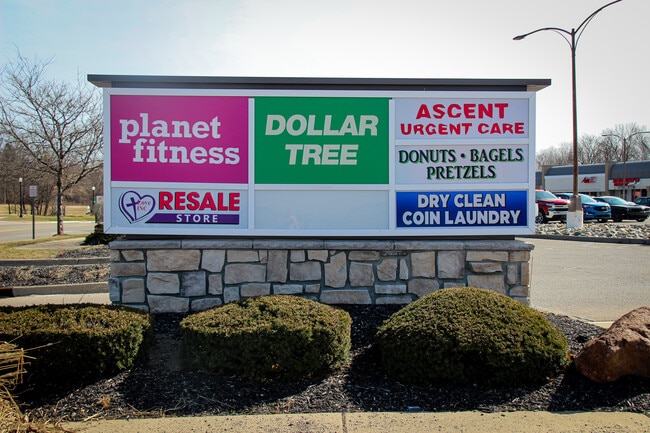 planet
fitness
DOLLAR
TREE
ASCENT
URGENT CARE
DONUTS • BAGELS
PRETZELS
RESALE
STORE
DRY CLEAN
COIN LAUNDRY